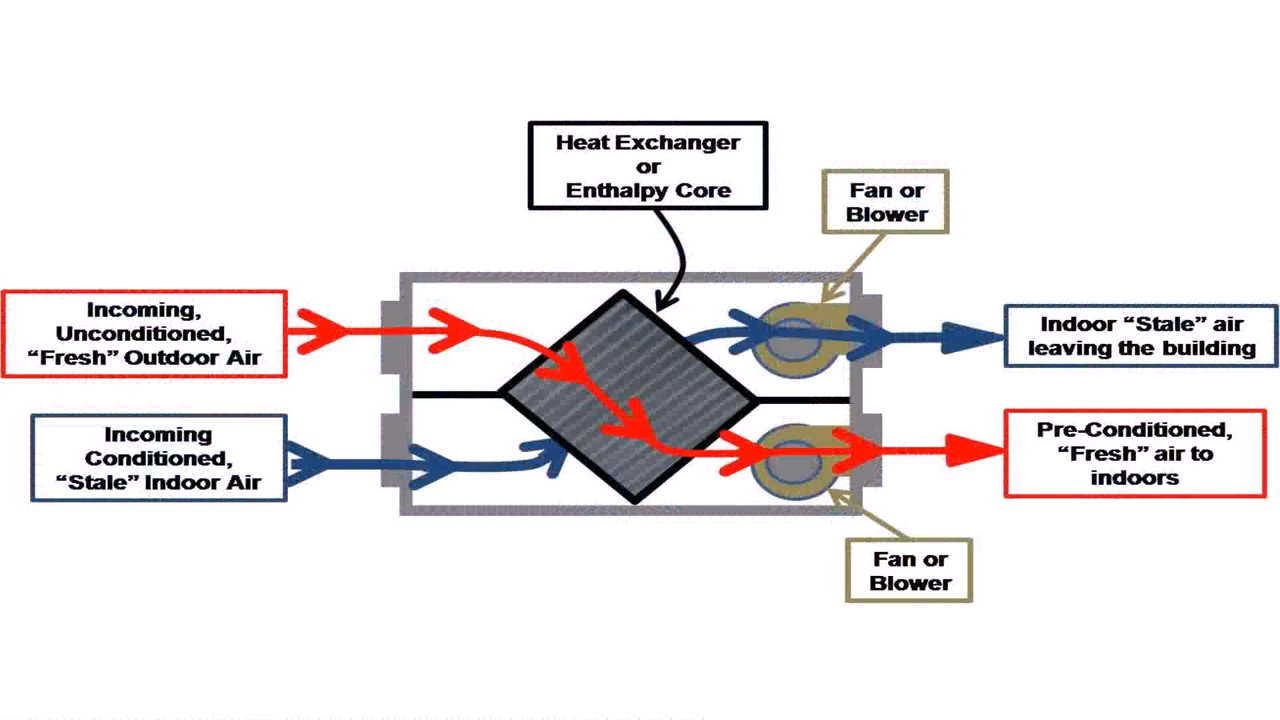 Heat Exchanger
or
Enthalpy Core
Fan or
Blower
Incoming,
Unconditioned,
“Fresh” Outdoor Air
Indoor “Stale” air
leaving the building
Incoming
Conditioned,
“Stale” Indoor Air
Pre-Conditioned,
“Fresh” air to
indoors
Fan or
Blower